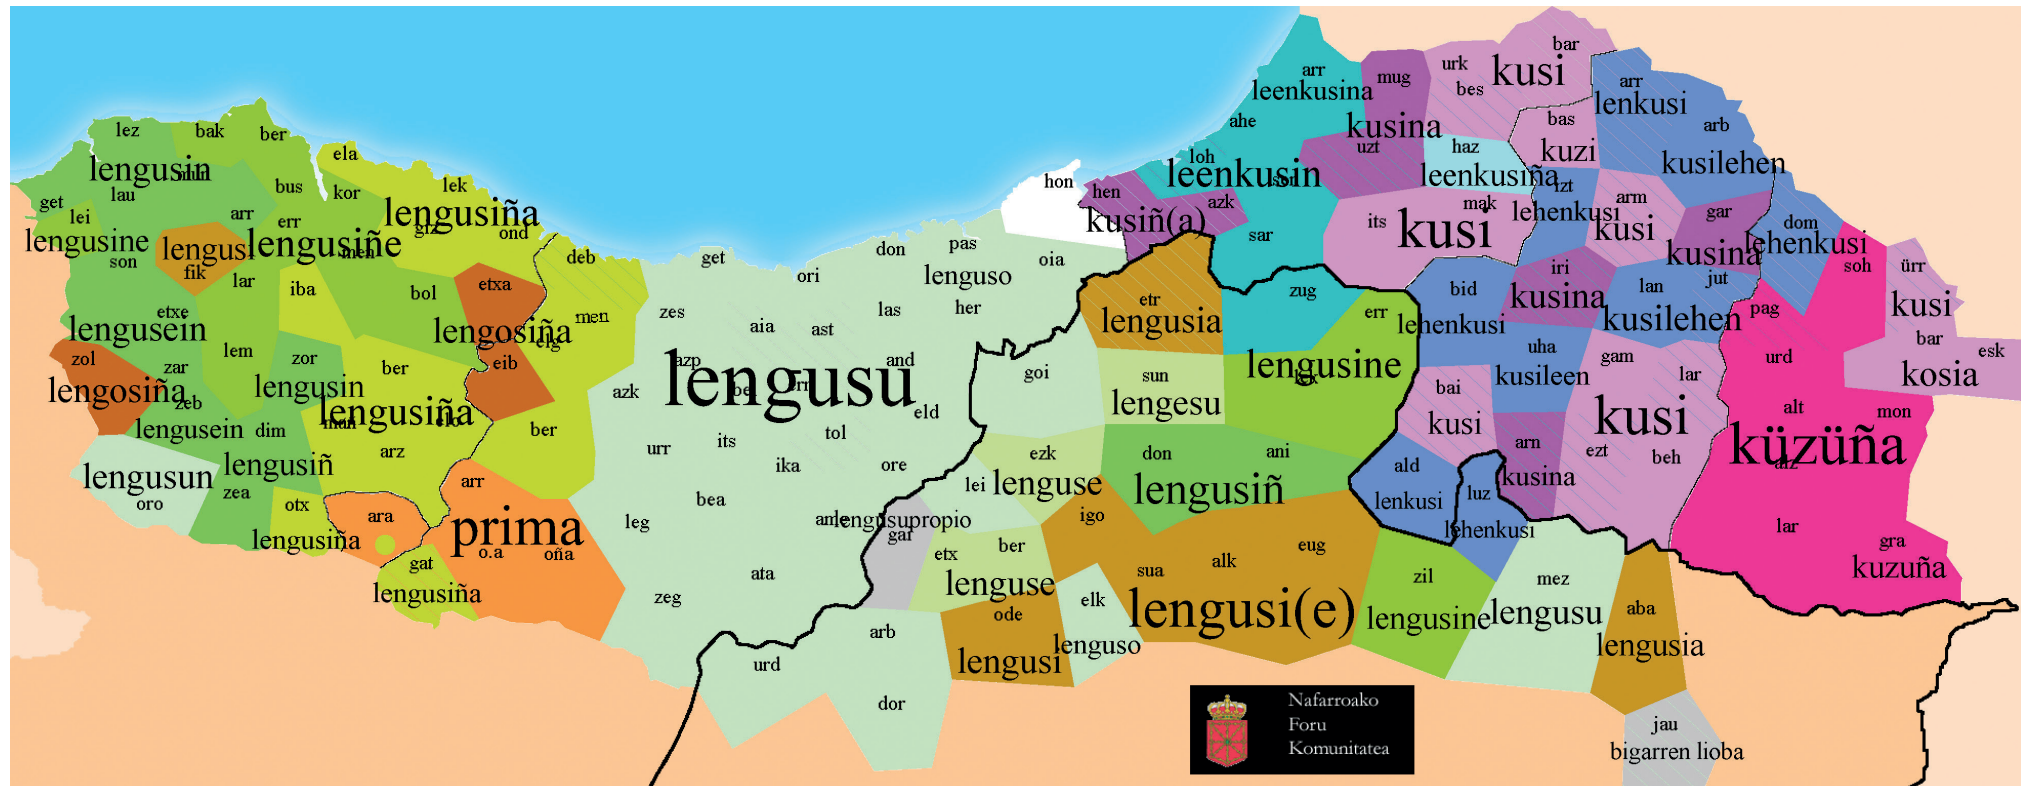 lez
bak
ber
lengusin
lau
get
lei
lengusine
son
arr
bus
err
lengusi
fik
lengusiñe
men
ela
kor
lek
lengusiña
ond
lar
iba
bol
etxa
lengosiña
elg
eib
etxe
lengusein
zol
lengosiña
zar
zeb
lengusein
lem
zor
lengusin
ber
lengusiña
dim
lengusiñ
arz
lengusun
oro
zea
otx
lengusiña
ara
gat
lengusiña
deb
men
ber
arr
prima
o.a
oña
get
ori
don
pas
lenguso
oia
her
las
zes
aia
ast
azp
and
lengusu
azk
eld
urr
its
tol
ika
ore
bea
leg
ata
zeg
lengusupropio
gar
arb
urd
dor
hon
hen
kusiñ(a)
azk
goi
etr
lengusia
sun
lengesu
zug
err
lengusine
ezk
lenguse
lei
don
ani
lengusiñ
igo
etx
ber
lenguse
ode
lengusi
elk
lenguso
sua
alk
eug
lengusi(e)
arr
leenkusina
ahe
loh
leenkusin
sar
mug
kusina
uzt
urk
bes
bar
kusi
haz
leenkusiña
its
mak
kusi
bas
kuzi
arr
lenkusi
arb
kusilehen
izt
lehenkusi
arm
kusi
gar
kusina
dom
lehenkusi
soh
ürr
kusi
bar
esk
kosia
bid
lehenkusi
iri
kusina
lan
jut
kusilehen
pag
uha
kusileen
gam
lar
kusi
ezt
beh
bai
kusi
arn
kusina
ald
lenkusi
luz
lehenkusi
urd
alt
mon
küzüña
lar
gra
kuzuña
zil
lengusine
mez
lengusu
aba
lengusia
jau
bigarren lioba
Nafarroako
Foru
Komunitatea